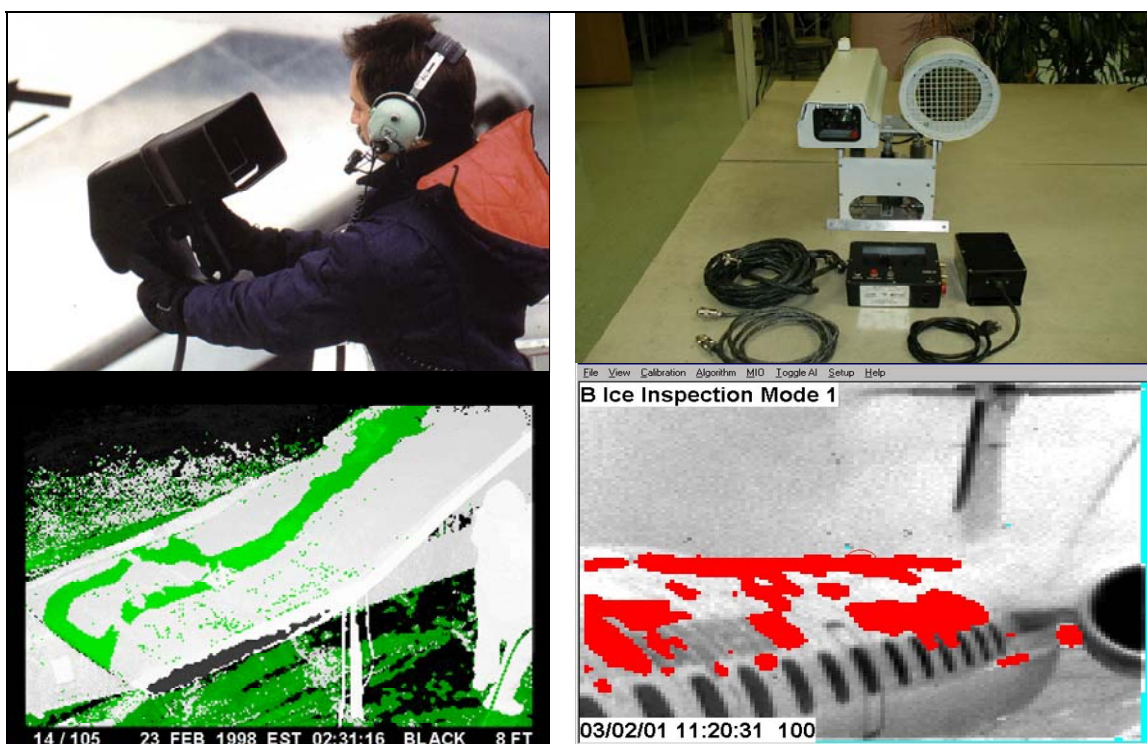 14 / 105 23 FEB 1998 EST 02:31:16 BLACK 8 FT
File View Calibration Algorithm MIO Toggle AI Setup Help
B Ice Inspection Mode 1
03/02/01 11:20:31 100